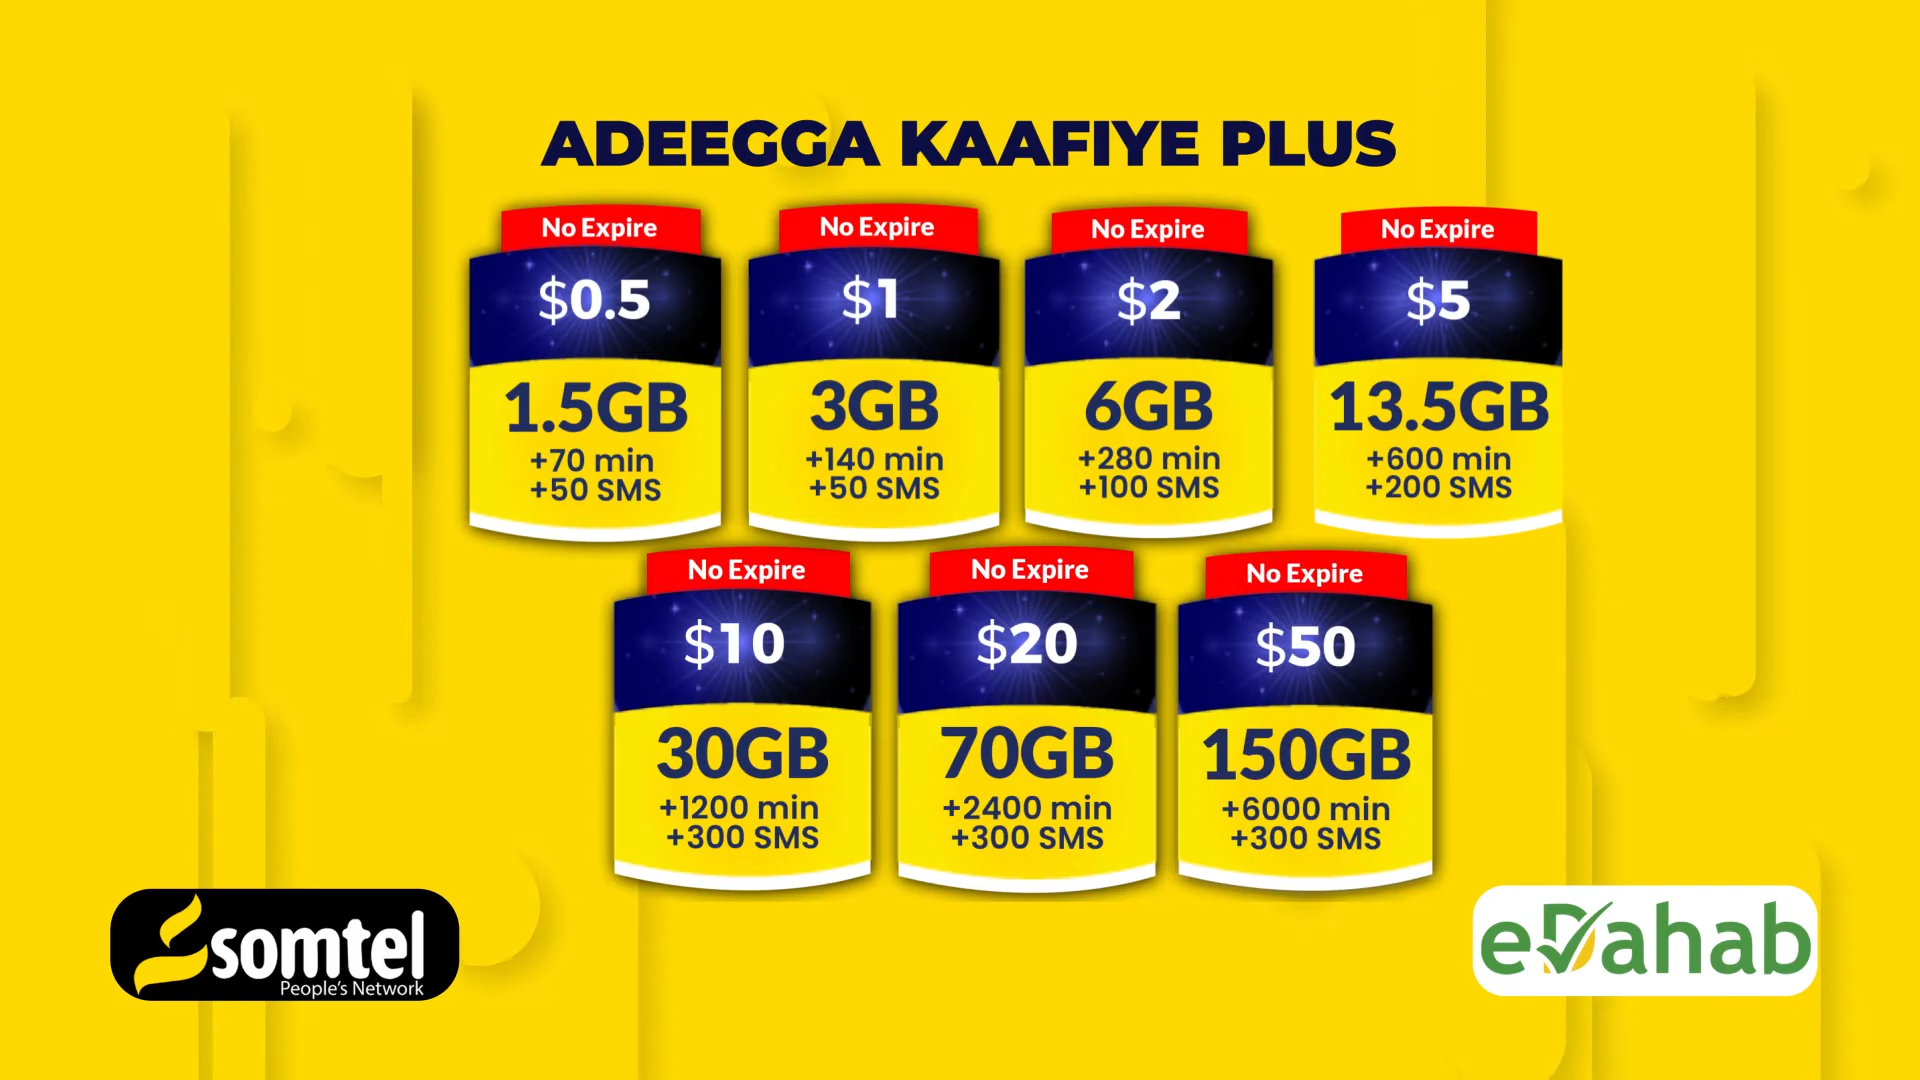 ADEEGGA KAAFIYE PLUS
No Expire
$0.5
1.5GB
+70 min
+50 SMS
No Expire
$1
3GB
+140 min
+50 SMS
No Expire
$2
6GB
+280 min
+100 SMS
No Expire
$5
13.5GB
+600 min
+200 SMS
No Expire
$10
30GB
+1200 min
+300 SMS
No Expire
$20
70GB
+2400 min
+300 SMS
No Expire
$50
150GB
+6000 min
+300 SMS
somtel
People's Network
eDahab